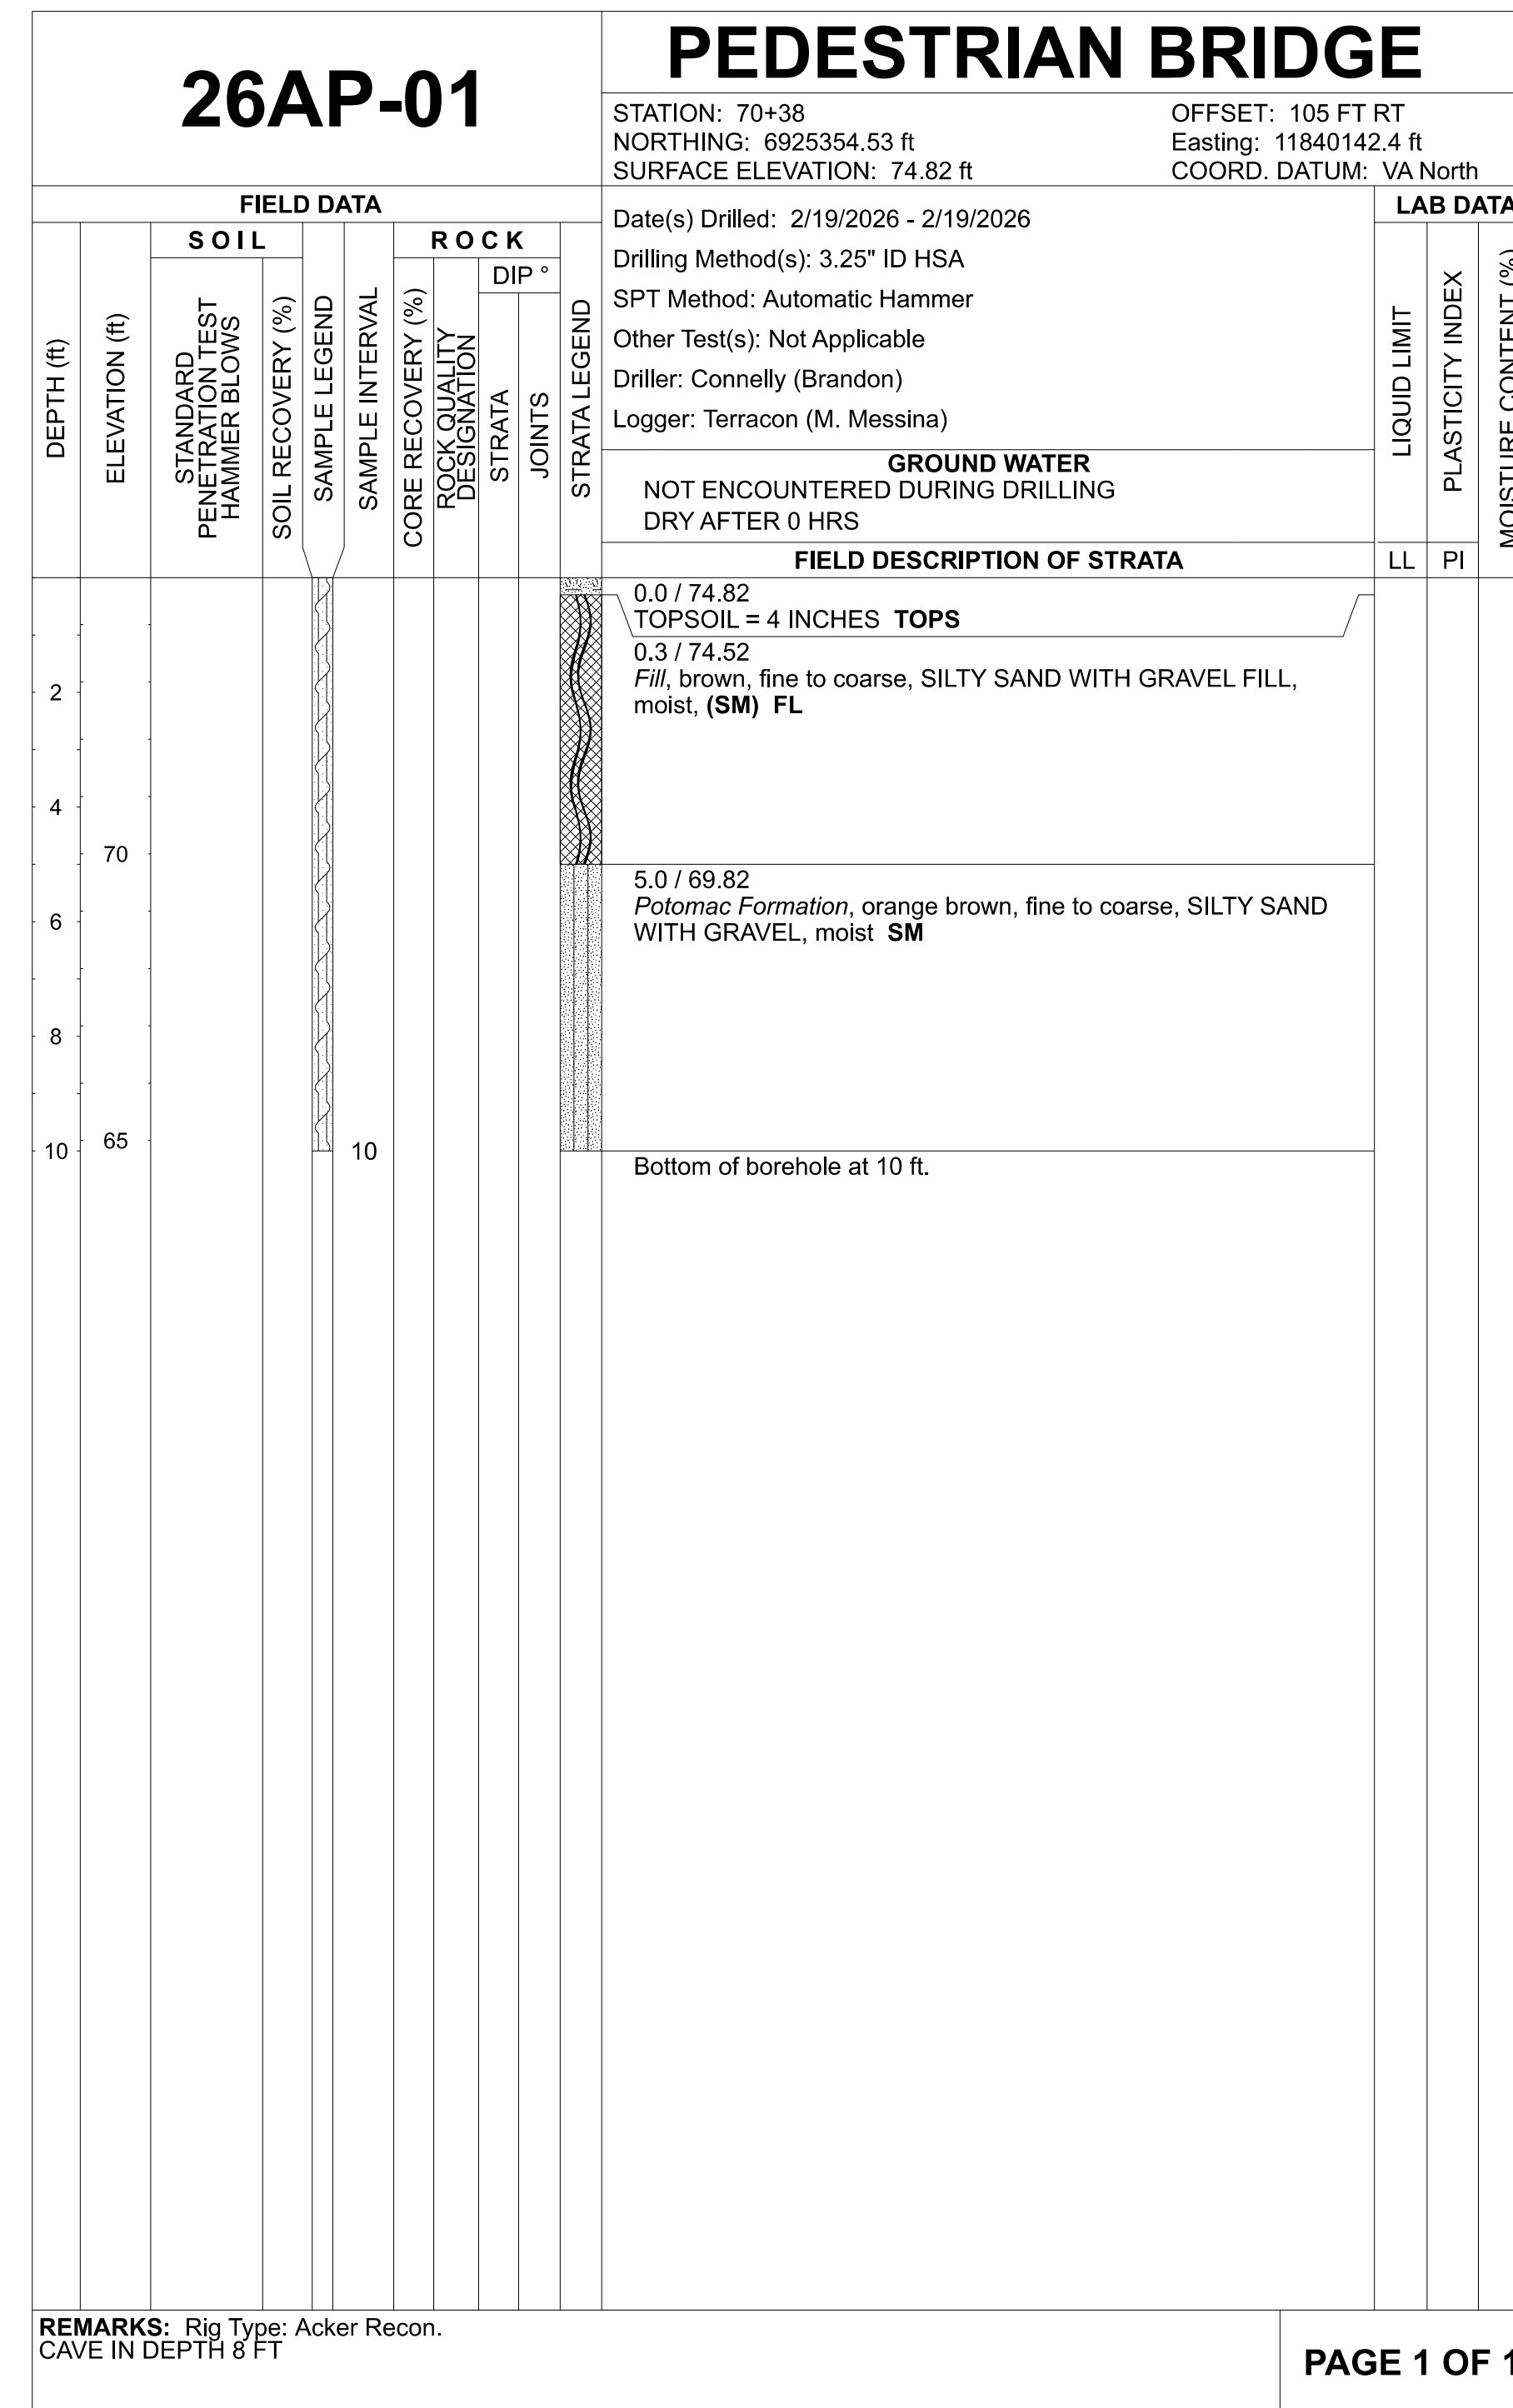 26AP-01
PEDESTRIAN BRIDGE
STATION: 70+38
OFFSET: 105 FT RT
NORTHING: 6925354.53 ft
Easting: 11840142.4 ft
SURFACE ELEVATION: 74.82 ft
COORD. DATUM: VA North
FIELD DATA
SOIL
ROCK
DIP °
DEPTH (ft)
ELEVATION (ft)
STANDARD
PENETRATION TEST
HAMMER BLOWS
SOIL RECOVERY (%)
SAMPLE LEGEND
SAMPLE INTERVAL
CORE RECOVERY (%)
ROCK QUALITY
DESIGNATION
STRATA
JOINTS
STRATA LEGEND
Date(s) Drilled: 2/19/2026 - 2/19/2026
Drilling Method(s): 3.25" ID HSA
SPT Method: Automatic Hammer
Other Test(s): Not Applicable
Driller: Connelly (Brandon)
Logger: Terracon (M. Messina)
GROUND WATER
NOT ENCOUNTERED DURING DRILLING
DRY AFTER 0 HRS
FIELD DESCRIPTION OF STRATA
LAB DATA
LIQUID LIMIT
PLASTICITY INDEX
MOISTURE CONTENT (%)
LL
PI
0.0 / 74.82
TOPSOIL = 4 INCHES TOPS
0.3 / 74.52
Fill, brown, fine to coarse, SILTY SAND WITH GRAVEL FILL,
moist, (SM) FL
2
4
70
5.0 / 69.82
Potomac Formation, orange brown, fine to coarse, SILTY SAND
WITH GRAVEL, moist SM
6
8
65
10
10
Bottom of borehole at 10 ft.
REMARKS: Rig Type: Acker Recon.
CAVE IN DEPTH 8 FT
PAGE 1 OF 1